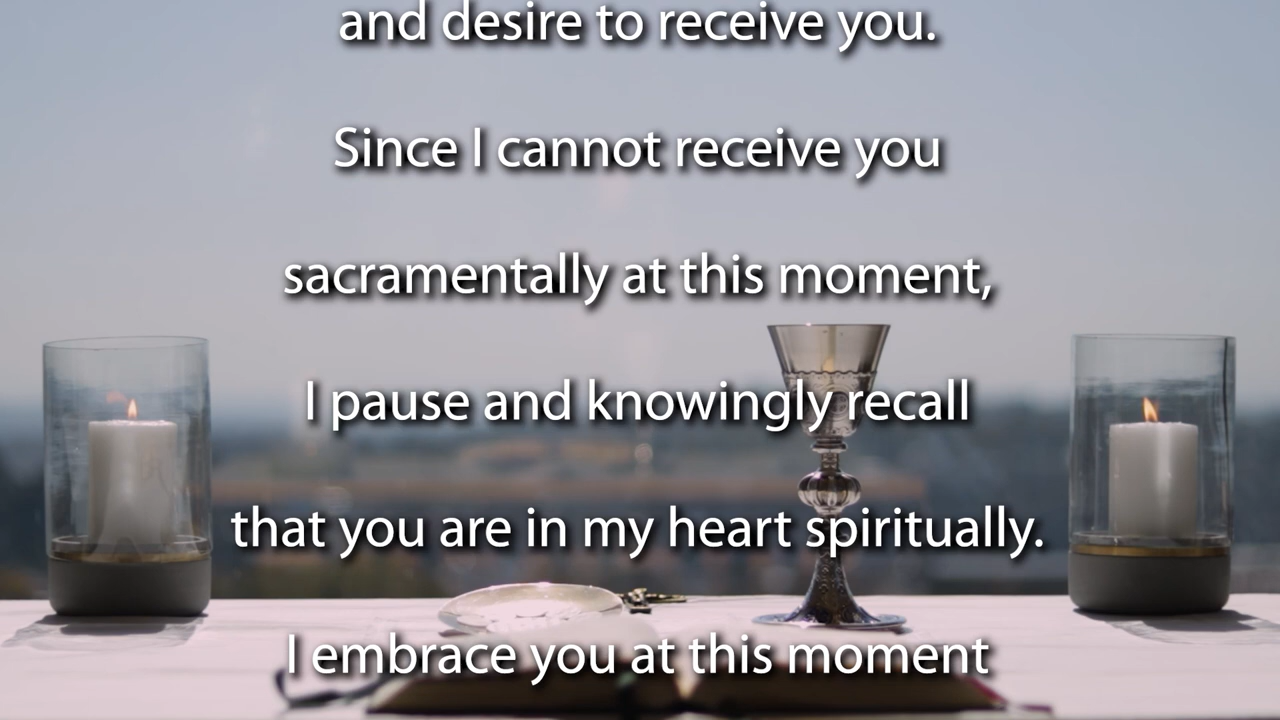 and desire to receive you.
Since I cannot receive you
sacramentally at this moment,
I pause and knowingly recall
that you are in my heart spiritually.
I embrace you at this moment